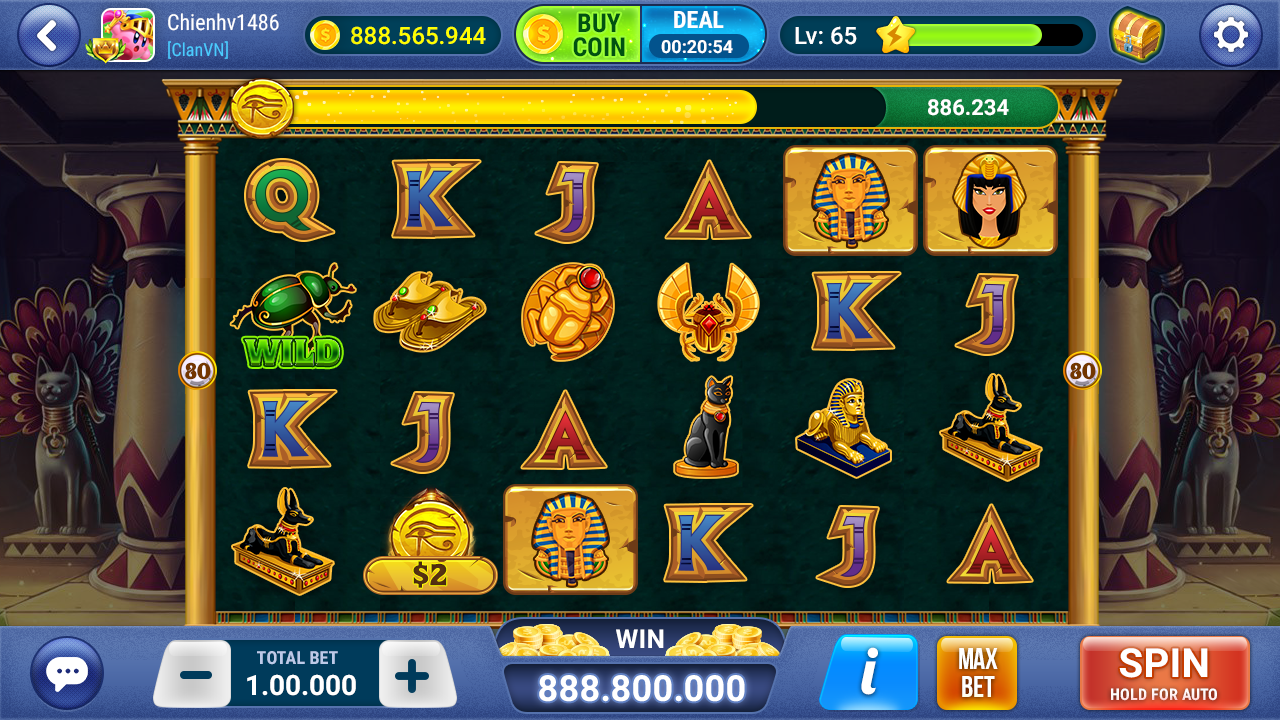 Chienhv1486
[ClanVN]
888.565.944
BUY
COIN
DEAL
00:20:54
Lv: 65
886.234
Q K J A
WILD
K J
80
80
K J A
$2
K J A
TOTAL BET
1.00.000
WIN
888.800.000
i
MAX
BET
SPIN
HOLD FOR AUTO